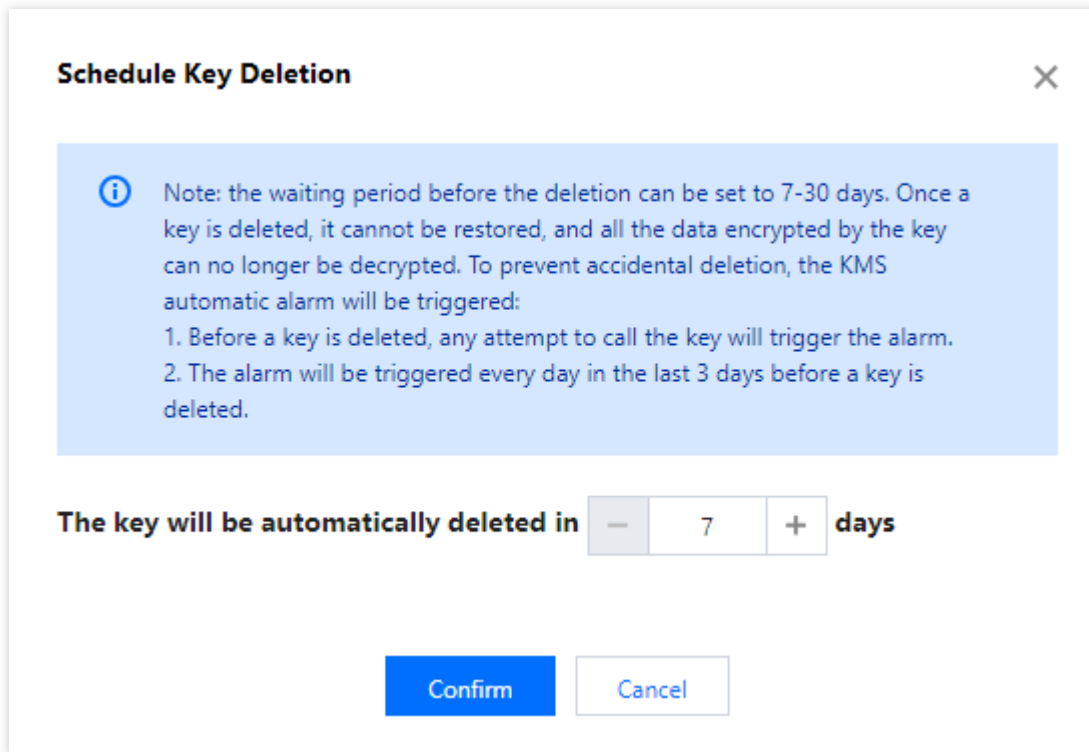 Schedule Key Deletion
Note: the waiting period before the deletion can be set to 7-30 days. Once a
key is deleted, it cannot be restored, and all the data encrypted by the key
can no longer be decrypted. To prevent accidental deletion, the KMS
automatic alarm will be triggered:
1. Before a key is deleted, any attempt to call the key will trigger the alarm.
2. The alarm will be triggered every day in the last 3 days before a key is
deleted.
The key will be automatically deleted in − 7 + days
Confirm Cancel